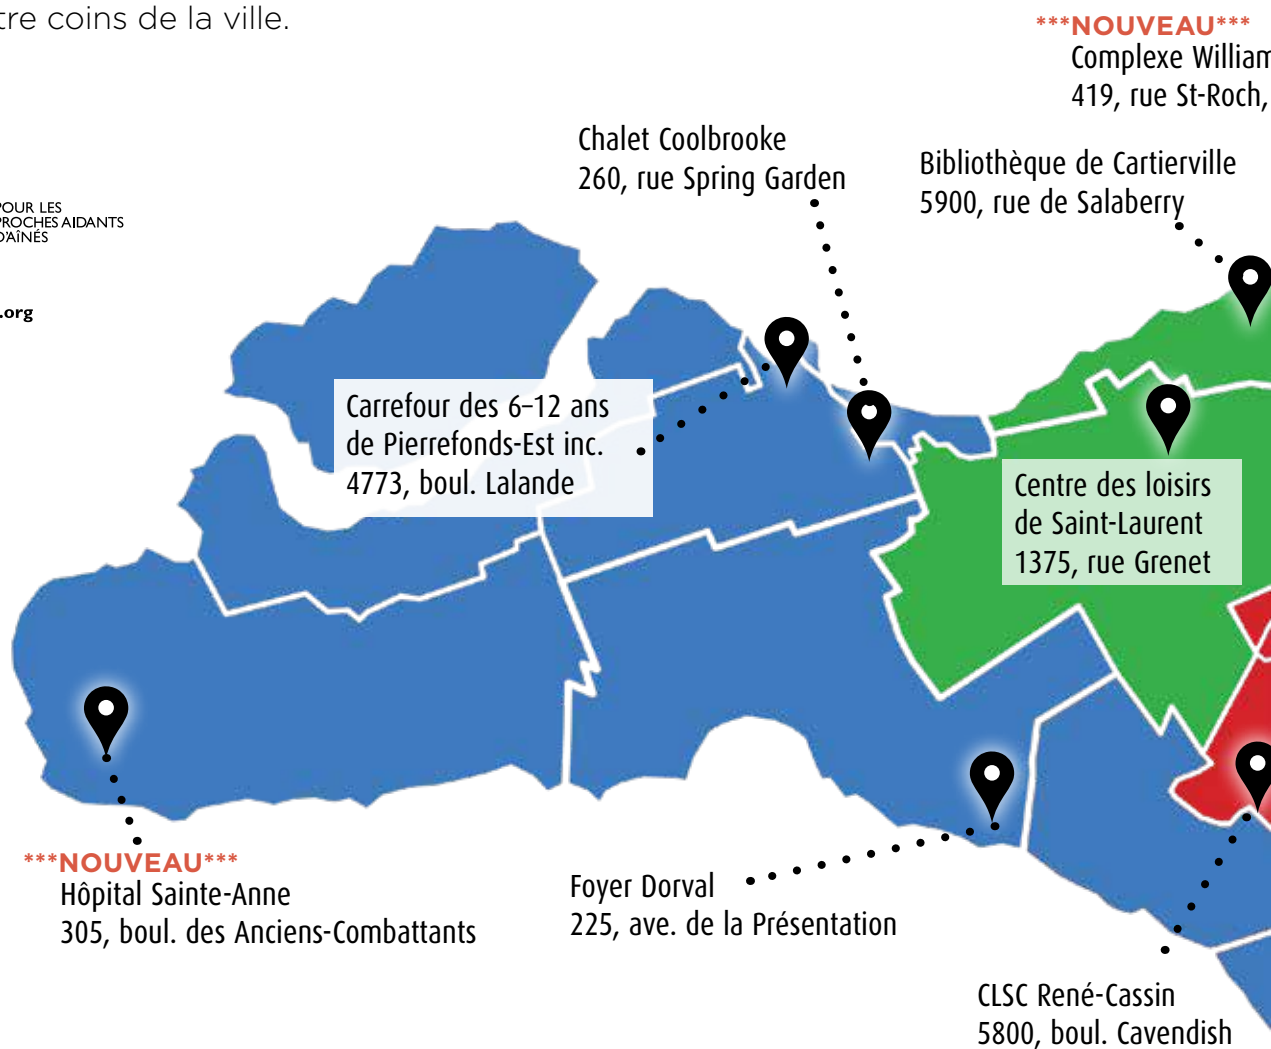 tre coins de la ville.
***NOUVEAU***
Complexe William
419, rue St-Roch,
Chalet Coolbrooke
260, rue Spring Garden
Bibliothèque de Cartierville
5900, rue de Salaberry
POUR LES
PROCHES AIDANTS
D'AÎNÉS
.org
Carrefour des 6–12 ans
de Pierrefonds-Est inc.
4773, boul. Lalande
Centre des loisirs
de Saint-Laurent
1375, rue Grenet
***NOUVEAU***
Hôpital Sainte-Anne
305, boul. des Anciens-Combattants
Foyer Dorval
225, ave. de la Présentation
CLSC René-Cassin
5800, boul. Cavendish